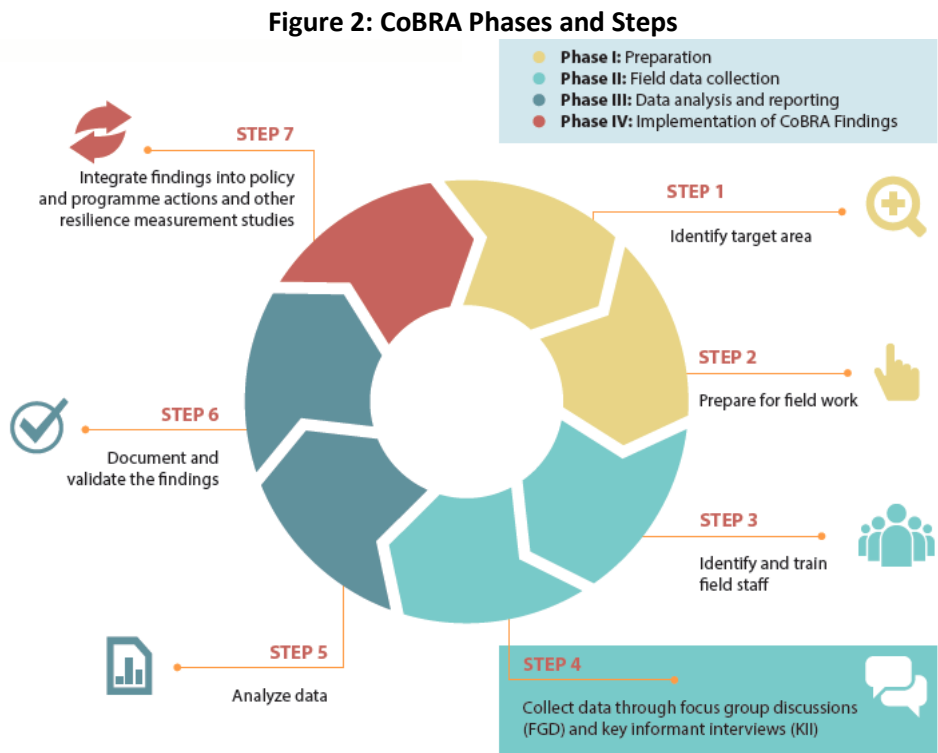 Figure 2: CoBRA Phases and Steps
Phase I: Preparation
Phase II: Field data collection
Phase III: Data analysis and reporting
Phase IV: Implementation of CoBRA Findings
STEP 1
Identify target area
STEP 2
Prepare for field work
STEP 3
Identify and train
field staff
STEP 4
Collect data through focus group discussions
(FGD) and key informant interviews (KII)
STEP 5
Analyze data
STEP 6
Document and
validate the findings
STEP 7
Integrate findings into policy
and programme actions and other
resilience measurement studies